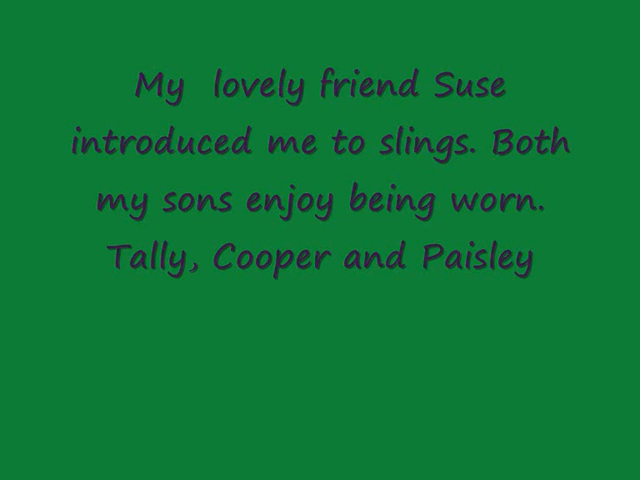 My  lovely friend Suse
introduced me to slings. Both
my sons enjoy being worn.
Tally, Cooper and Paisley